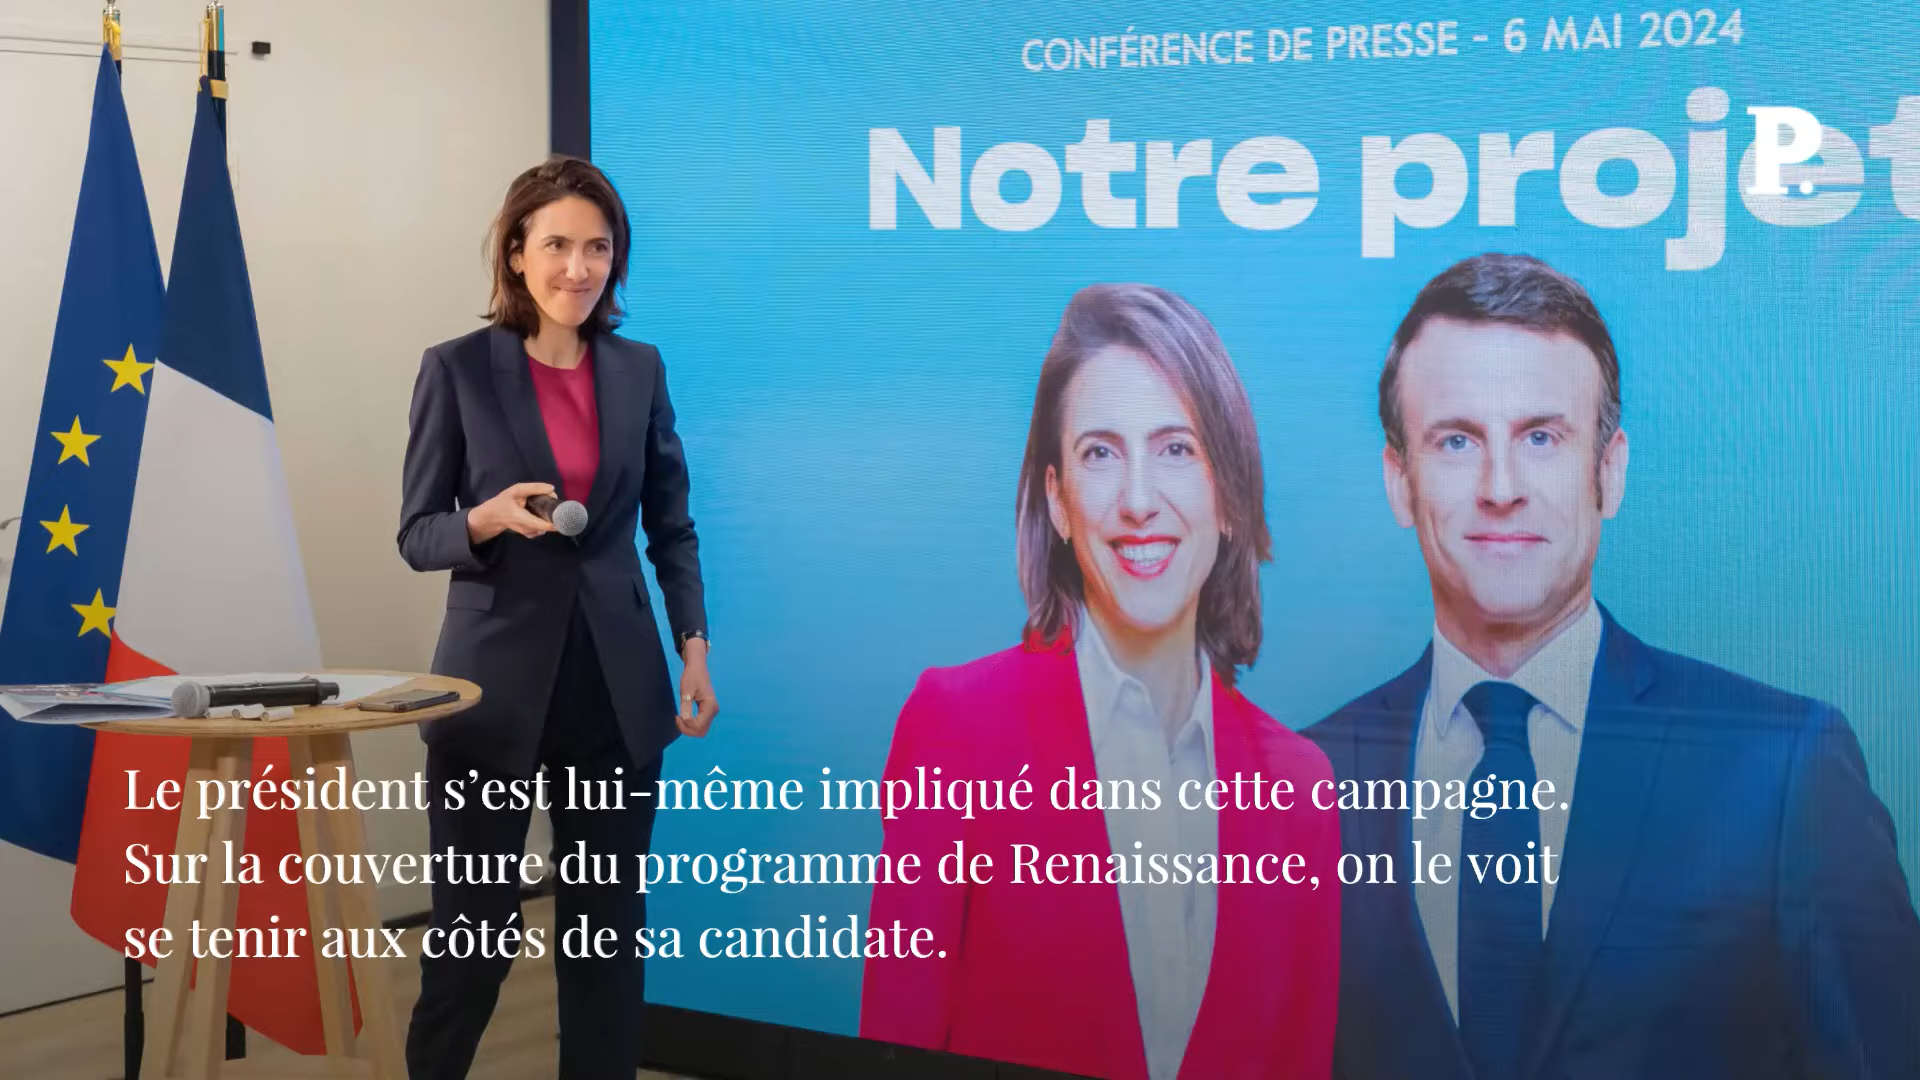 CONFÉRENCE DE PRESSE - 6 MAI 2024
Notre projet
P.
Le président s’est lui-même impliqué dans cette campagne.
Sur la couverture du programme de Renaissance, on le voit
se tenir aux côtés de sa candidate.